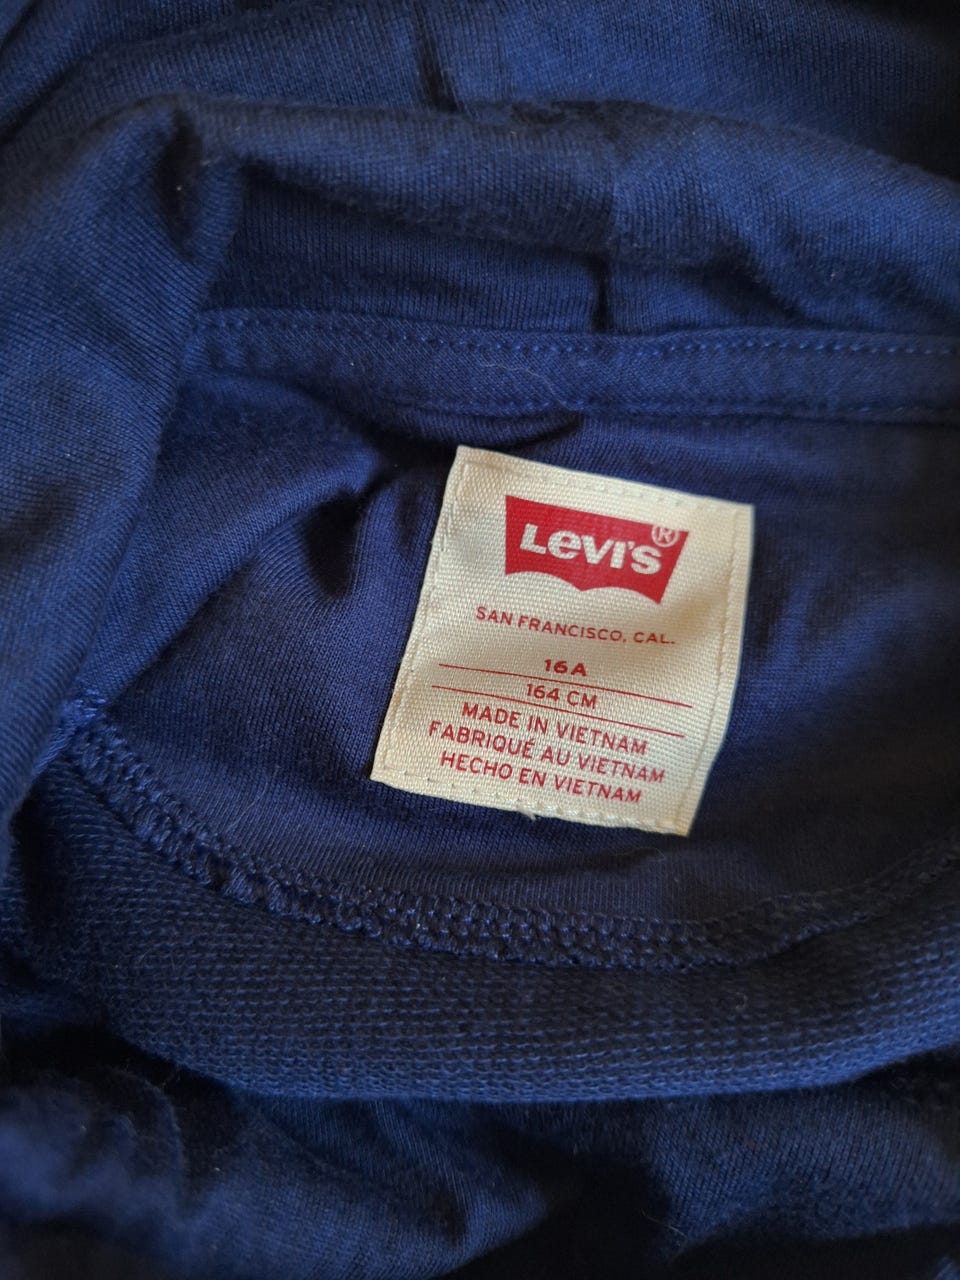 Levi's®
SAN FRANCISCO, CAL.
16A
164 CM
MADE IN VIETNAM
FABRIQUÉ AU VIETNAM
HECHO EN VIETNAM